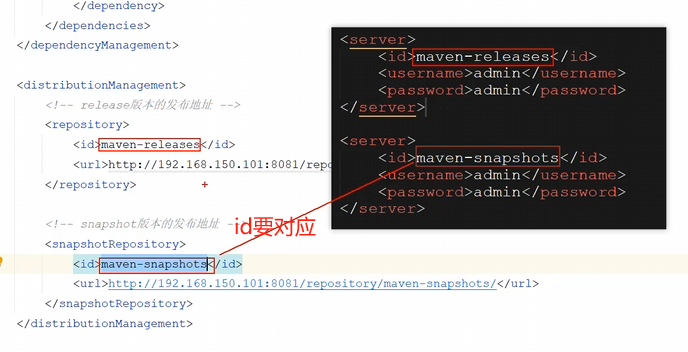 </dependency>
</dependencies>
</dependencyManagement>
<distributionManagement>
<!-- release版本的发布地址 -->
<repository>
<id>maven-releases</id>
<url>http://192.168.150.101:8081/repo
</repository>
<!-- snapshot版本的发布地址 -
<snapshotRepository>
<id>maven-snapshots</id>
<url>http://192.168.150.101:8081/repository/maven-snapshots/</url>
</snapshotRepository>
</distributionManagement>
<server>
<id>maven-releases</id>
<username>admin</username>
<password>admin</password>
</server>
<server>
<id>maven-snapshots</id>
<username>admin</username>
<password>admin</password>
</server>
id要对应